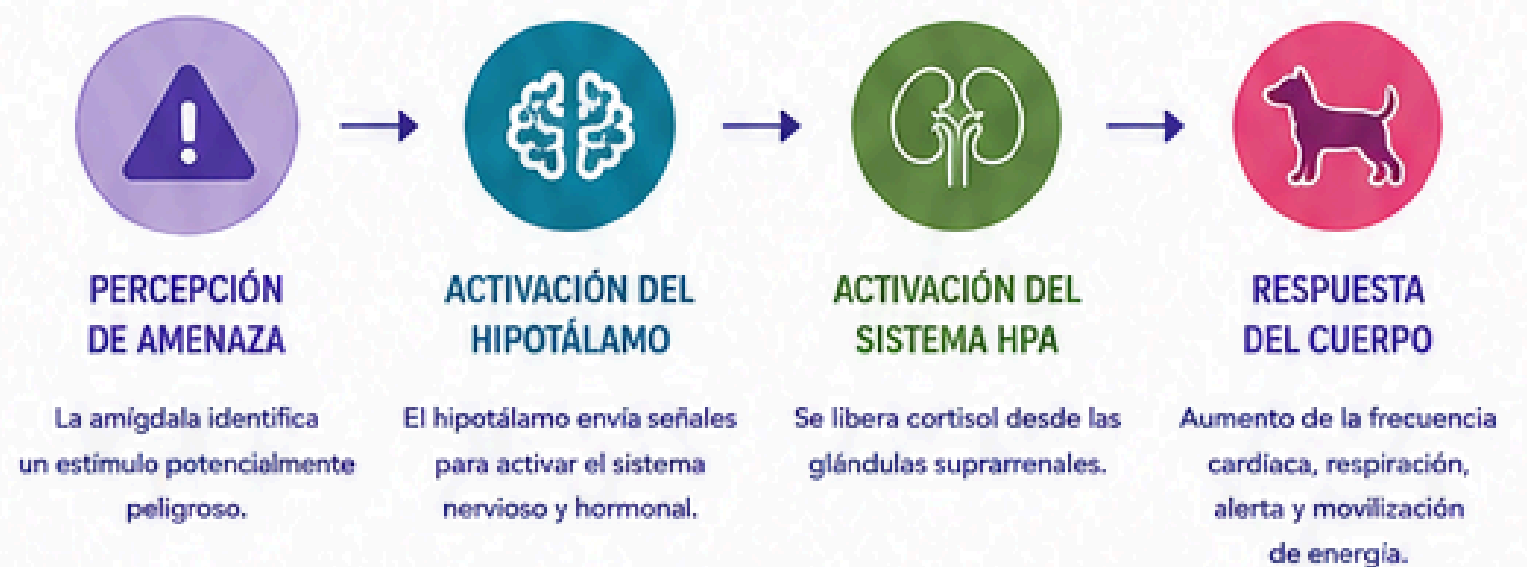 PERCEPCIÓN
DE AMENAZA
La amígdala identifica
un estímulo potencialmente
peligroso.
ACTIVACIÓN DEL
HIPOTÁLAMO
El hipotálamo envía señales
para activar el sistema
nervioso y hormonal.
ACTIVACIÓN DEL
SISTEMA HPA
Se libera cortisol desde las
glándulas suprarrenales.
RESPUESTA
DEL CUERPO
Aumento de la frecuencia
cardíaca, respiración,
alerta y movilización
de energía.